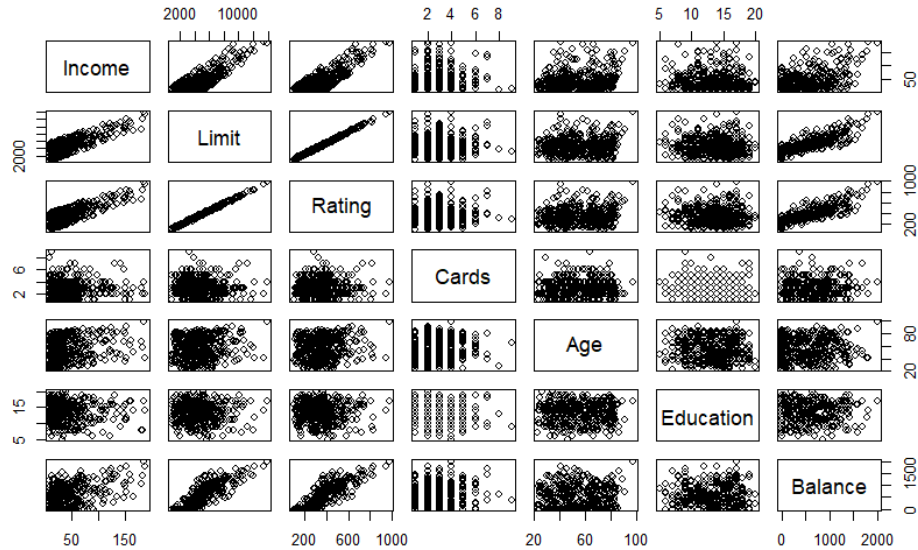 2000 10000 2 4 6 8 5 10 15 20
Income 50
2000 Limit
Rating 200 1000
2 6 Cards
Age 20 80
5 15 Education
Balance 0 1500
50 150 200 600 1000 20 60 100 0 1000 2000